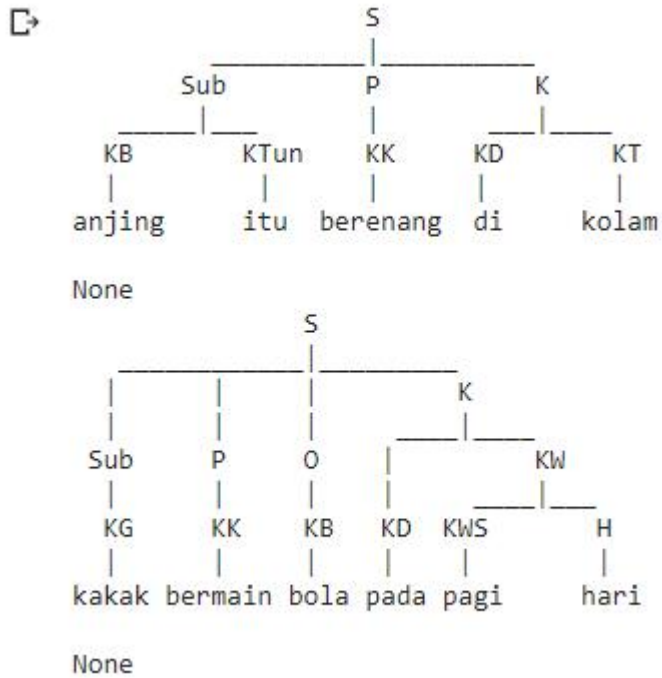 S
Sub P K
KB KTun KK KD KT
anjing itu berenang di kolam
None
S
K
Sub P O KW
KG KK KB KD KWS H
kakak bermain bola pada pagi hari
None